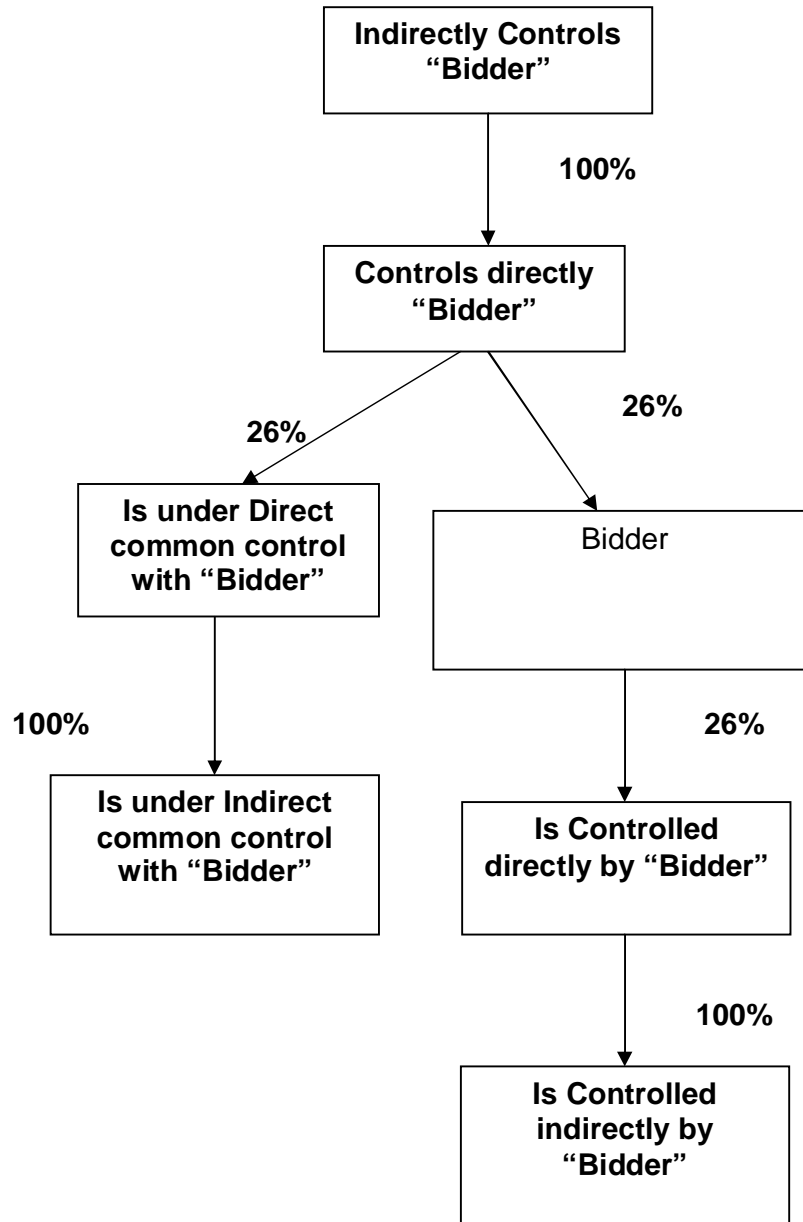 Indirectly Controls
“Bidder”
100%
Controls directly
“Bidder”
26%
26%
Is under Direct
common control
with “Bidder”
Bidder
100%
26%
Is under Indirect
common control
with “Bidder”
Is Controlled
directly by “Bidder”
100%
Is Controlled
indirectly by
“Bidder”